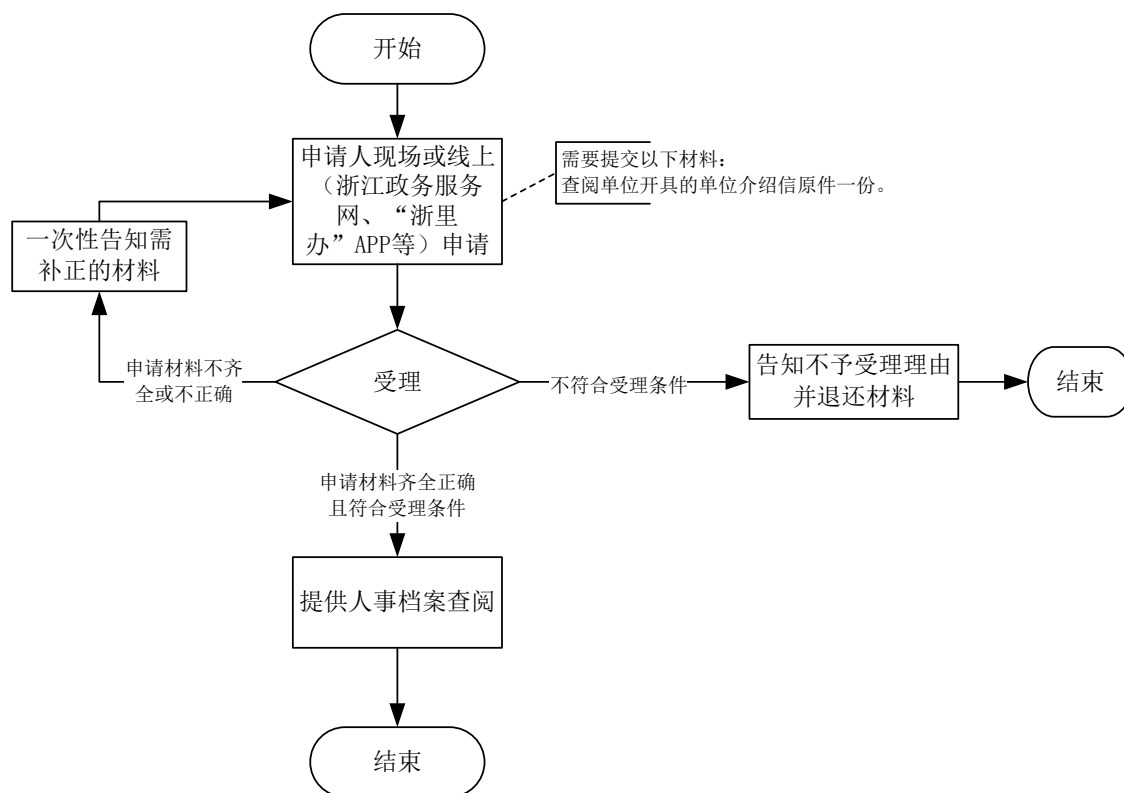 开始
申请人现场或线上
（浙江政务服务
网、“浙里
办”APP等）申请
需要提交以下材料：
查阅单位开具的单位介绍信原件一份。
一次性告知需
补正的材料
申请材料不齐
全或不正确
受理
不符合受理条件
告知不予受理理由
并退还材料
结束
申请材料齐全正确
且符合受理条件
提供人事档案查阅
结束